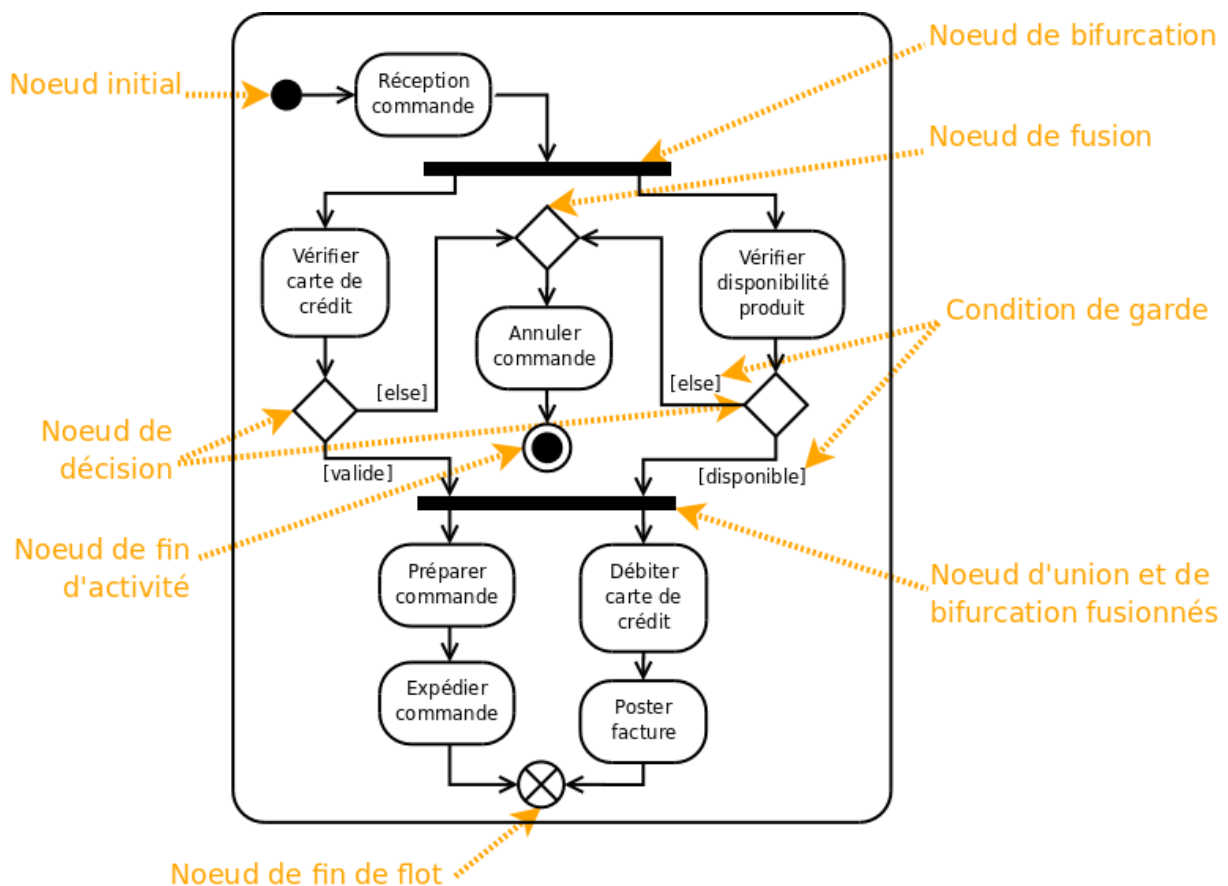 Noeud de bifurcation
Noeud initial
Réception
commande
Noeud de fusion
Vérifier
carte de
crédit
Vérifier
disponibilité
produit
Condition de garde
Annuler
commande
[else]
[else]
Noeud de
décision
[valide]
[disponible]
Noeud de fin
d'activité
Préparer
commande
Débiter
carte de
crédit
Noeud d'union et de
bifurcation fusionnés
Expédier
commande
Poster
facture
Noeud de fin de flot